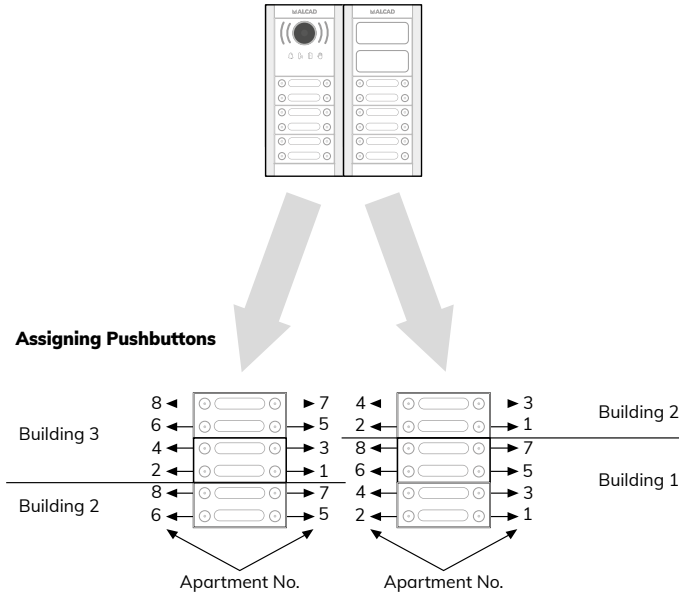 ALCAD ALCAD
Assigning Pushbuttons
8 7 4 3
6 5 2 1
Building 2
Building 3
4 3 8 7
2 1 6 5
Building 1
8 7 4 3
Building 2
6 5 2 1
Apartment No. Apartment No.